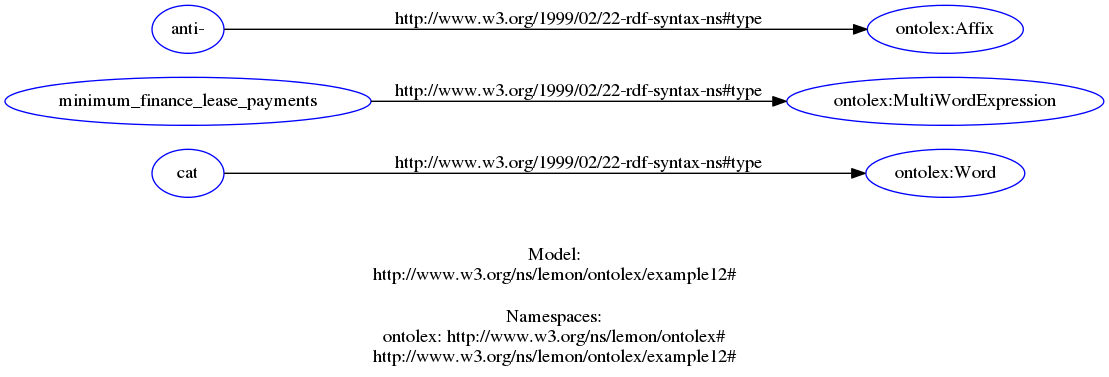 anti-
http://www.w3.org/1999/02/22-rdf-syntax-ns#type
ontolex:Affix
minimum_finance_lease_payments
http://www.w3.org/1999/02/22-rdf-syntax-ns#type
ontolex:MultiWordExpression
cat
http://www.w3.org/1999/02/22-rdf-syntax-ns#type
ontolex:Word
Model:
http://www.w3.org/ns/lemon/ontolex/example12#
Namespaces:
ontolex: http://www.w3.org/ns/lemon/ontolex#
http://www.w3.org/ns/lemon/ontolex/example12#